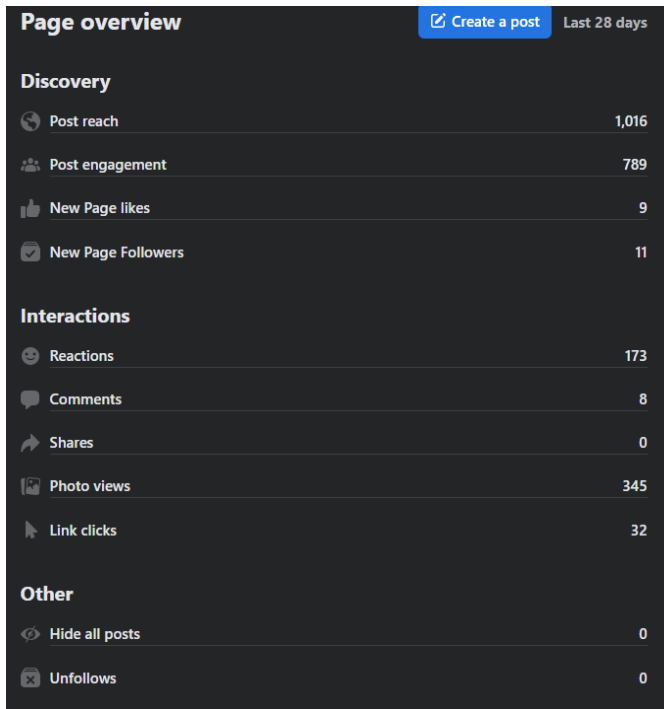 Page overview Create a post Last 28 days
Discovery
Post reach 1,016
Post engagement 789
New Page likes 9
New Page Followers 11
Interactions
Reactions 173
Comments 8
Shares 0
Photo views 345
Link clicks 32
Other
Hide all posts 0
Unfollows 0